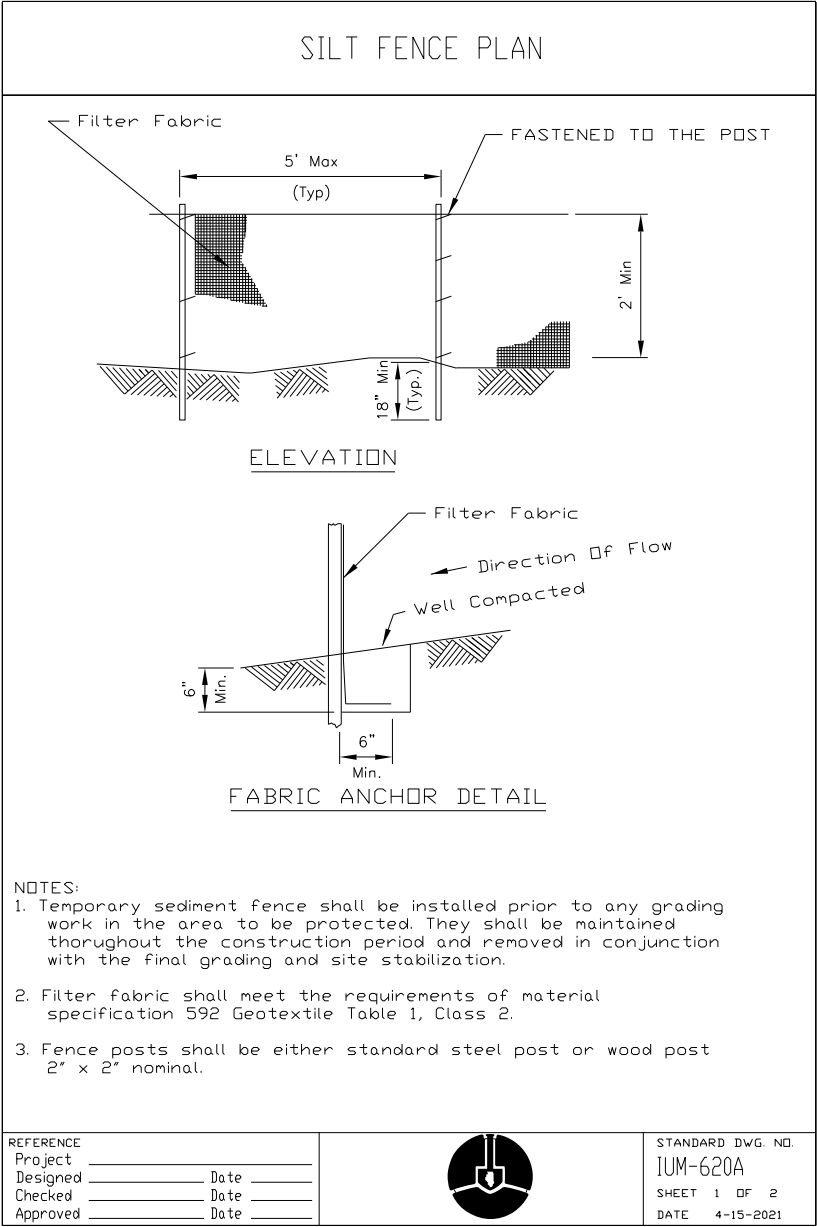 SILT FENCE PLAN
Filter Fabric
FASTENED TO THE POST
5' Max
(Typ)
2' Min
18" Min
(Typ.)
ELEVATION
Filter Fabric
Direction Of Flow
Well Compacted
6"
Min.
6"
Min.
FABRIC ANCHOR DETAIL
NOTES:
1. Temporary sediment fence shall be installed prior to any grading
work in the area to be protected. They shall be maintained
thorughout the construction period and removed in conjunction
with the final grading and site stabilization.
2. Filter fabric shall meet the requirements of material
specification 592 Geotextile Table 1, Class 2.
3. Fence posts shall be either standard steel post or wood post
2" x 2" nominal.
REFERENCE
Project
Designed Date
Checked Date
Approved Date
STANDARD DWG. NO.
IUM-620A
SHEET 1 OF 2
DATE 4-15-2021